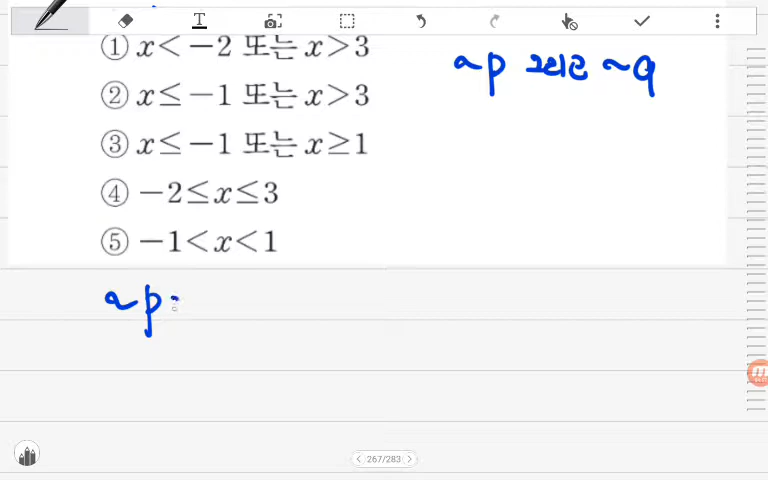 ① x < −2 또는 x > 3
~p 그리고 ~q
② x ≤ −1 또는 x > 3
③ x ≤ −1 또는 x ≥ 1
④ −2 ≤ x ≤ 3
⑤ −1 < x < 1
~p:
267/283